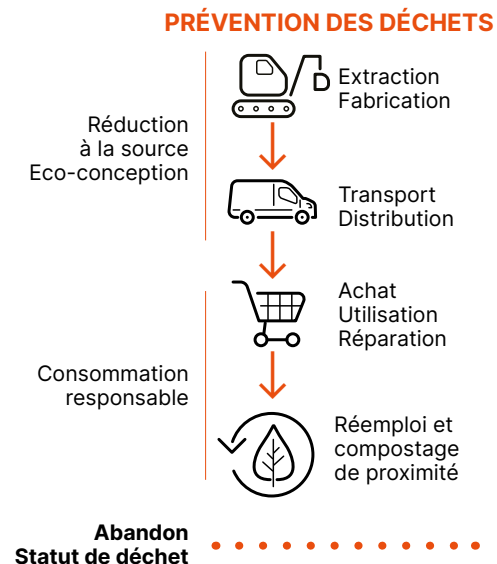 PRÉVENTION DES DÉCHETS
Extraction
Fabrication
Réduction
à la source
Eco-conception
Transport
Distribution
Achat
Utilisation
Réparation
Consommation
responsable
Réemploi et
compostage
de proximité
Abandon
Statut de déchet